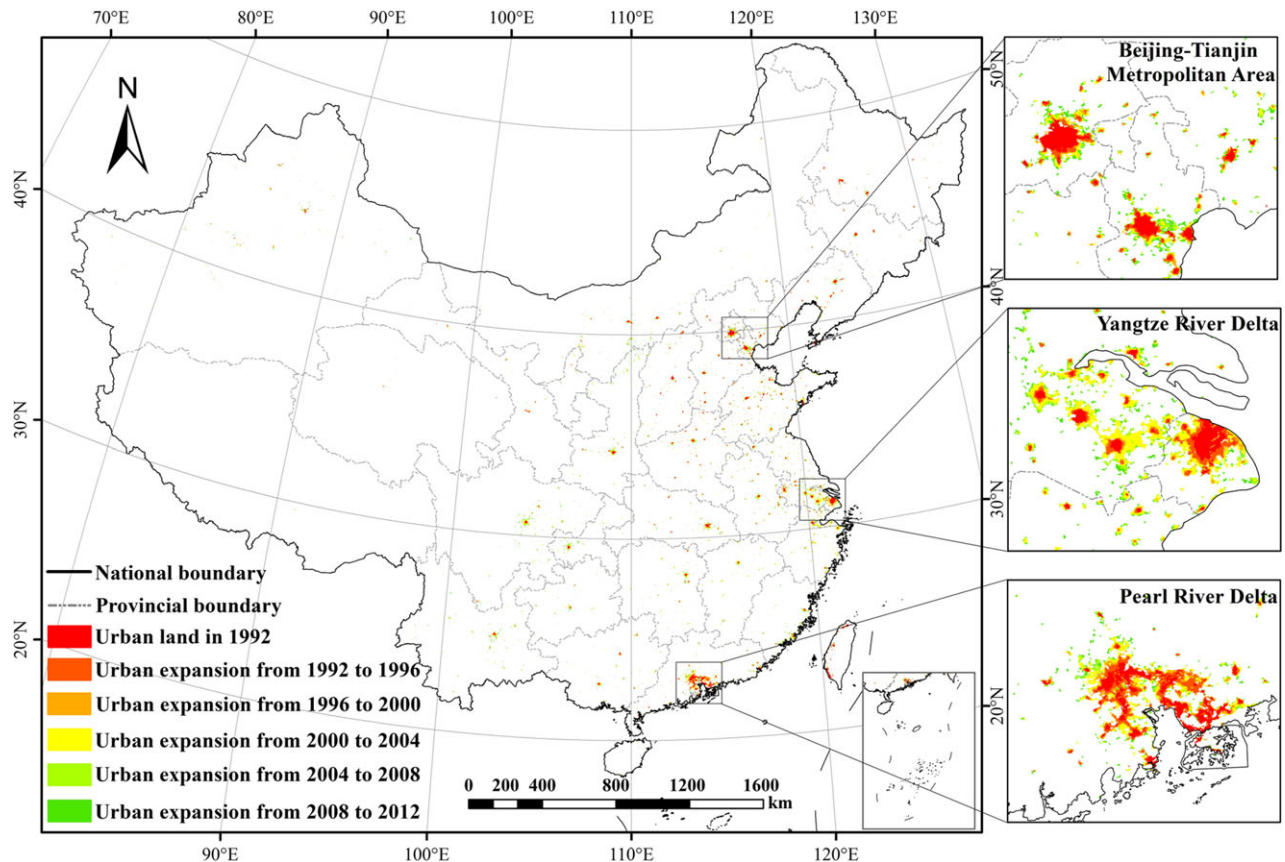 70°E 80°E 90°E 100°E 110°E 120°E 130°E
N
40°N
30°N
20°N
50°N
40°N
30°N
20°N
90°E 100°E 110°E 120°E
National boundary
Provincial boundary
Urban land in 1992
Urban expansion from 1992 to 1996
Urban expansion from 1996 to 2000
Urban expansion from 2000 to 2004
Urban expansion from 2004 to 2008
Urban expansion from 2008 to 2012
0 200 400 800 1200 1600
km
Beijing-Tianjin
Metropolitan Area
Yangtze River Delta
Pearl River Delta